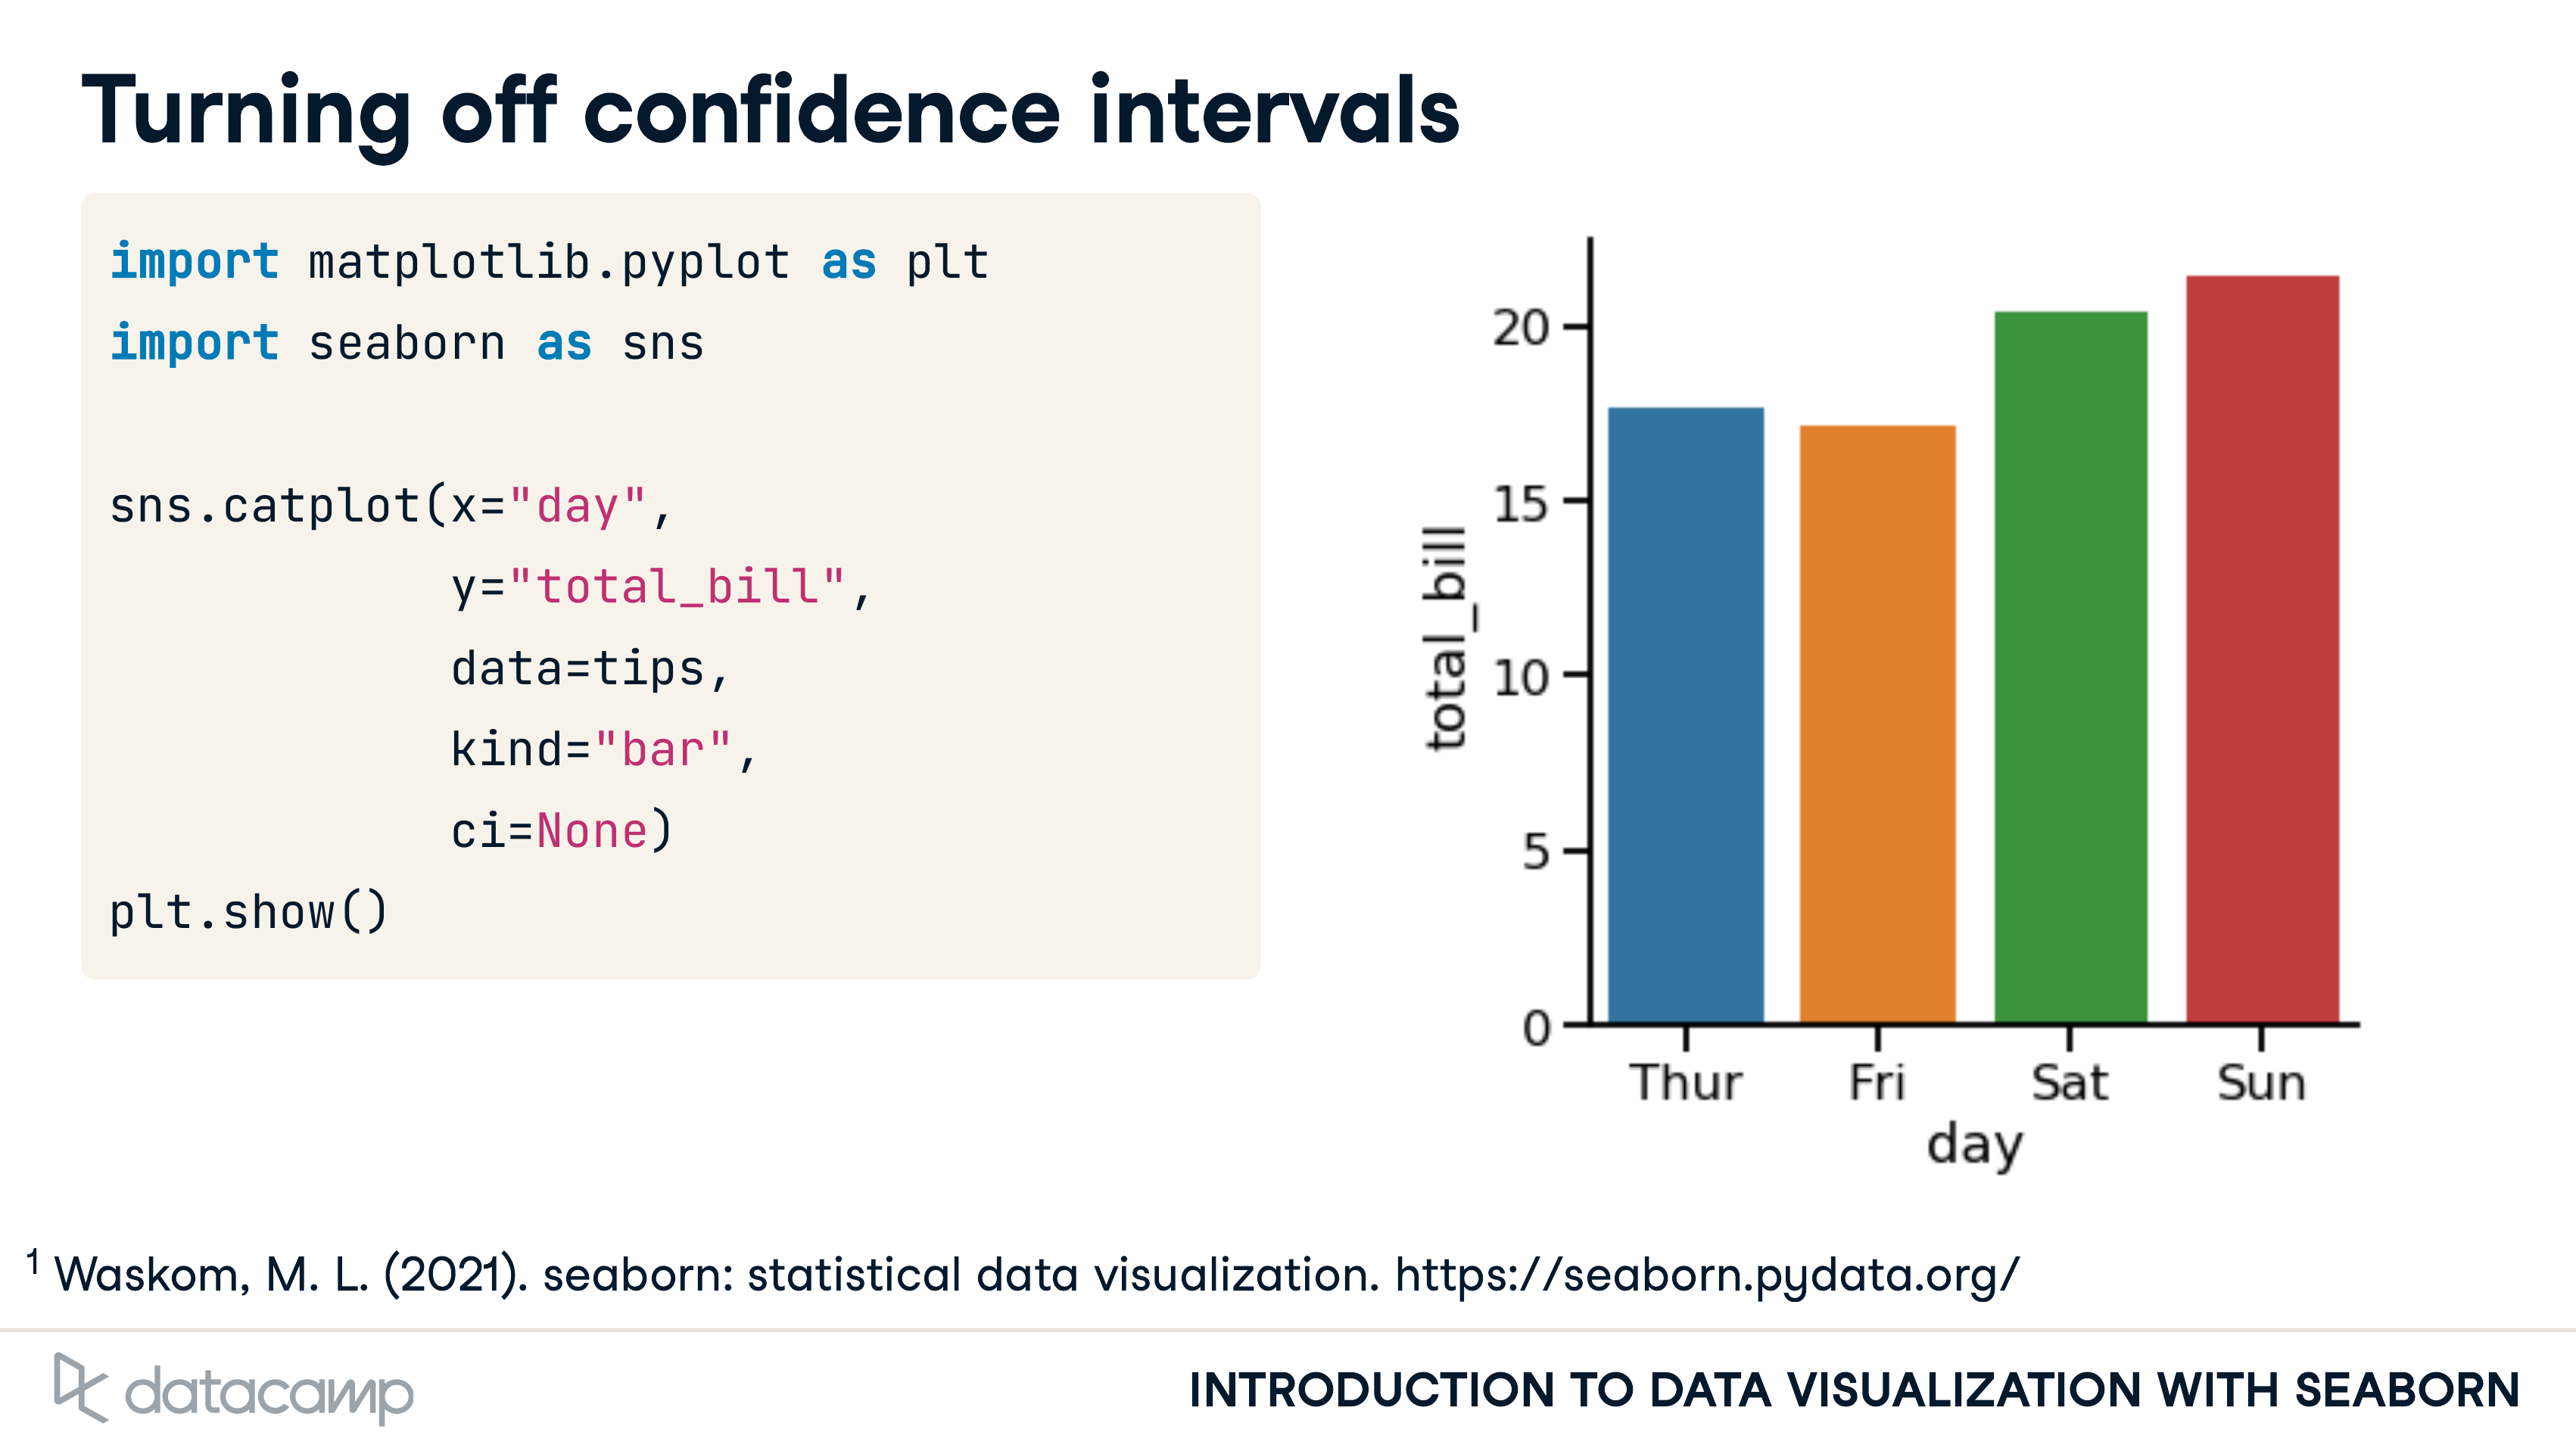 Turning off confidence intervals
import matplotlib.pyplot as plt
import seaborn as sns
sns.catplot(x="day",
y="total_bill",
data=tips,
kind="bar",
ci=None)
plt.show()
total_bill
20
15
10
5
0
Thur Fri Sat Sun
day
1 Waskom, M. L. (2021). seaborn: statistical data visualization. https://seaborn.pydata.org/
datacamp
INTRODUCTION TO DATA VISUALIZATION WITH SEABORN